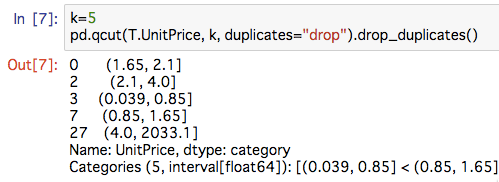 In [7]: k=5
pd.qcut(T.UnitPrice, k, duplicates="drop").drop_duplicates()
Out[7]: 0 (1.65, 2.1]
2 (2.1, 4.0]
3 (0.039, 0.85]
7 (0.85, 1.65]
27 (4.0, 2033.1]
Name: UnitPrice, dtype: category
Categories (5, interval[float64]): [(0.039, 0.85] < (0.85, 1.65]